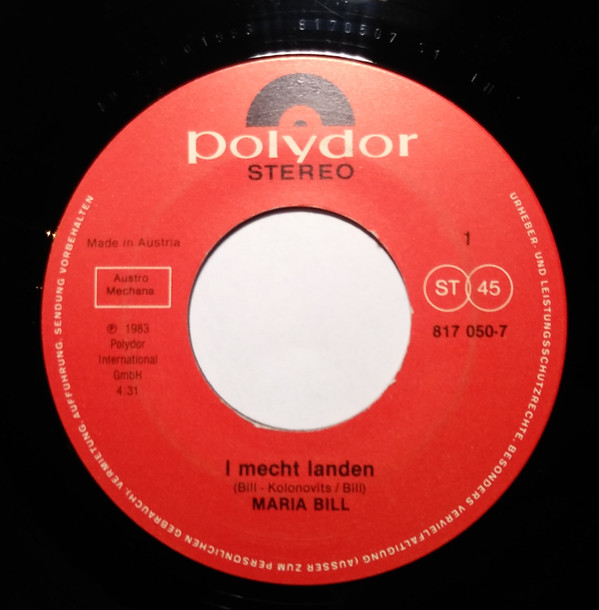 polydor
STEREO
Made in Austria
1
Austro
Mechana
ST 45
℗ 1983
Polydor
International
GmbH
4:31
817 050-7
I mecht landen
(Bill - Kolonovits / Bill)
MARIA BILL
URHEBER- UND LEISTUNGSSCHUTZRECHTE, BESONDERS VERVIELFÄLTIGUNG (AUSSER ZUM PERSÖNLICHEN GEBRAUCH), VERMIETUNG, AUFFÜHRUNG, SENDUNG VORBEHALTEN